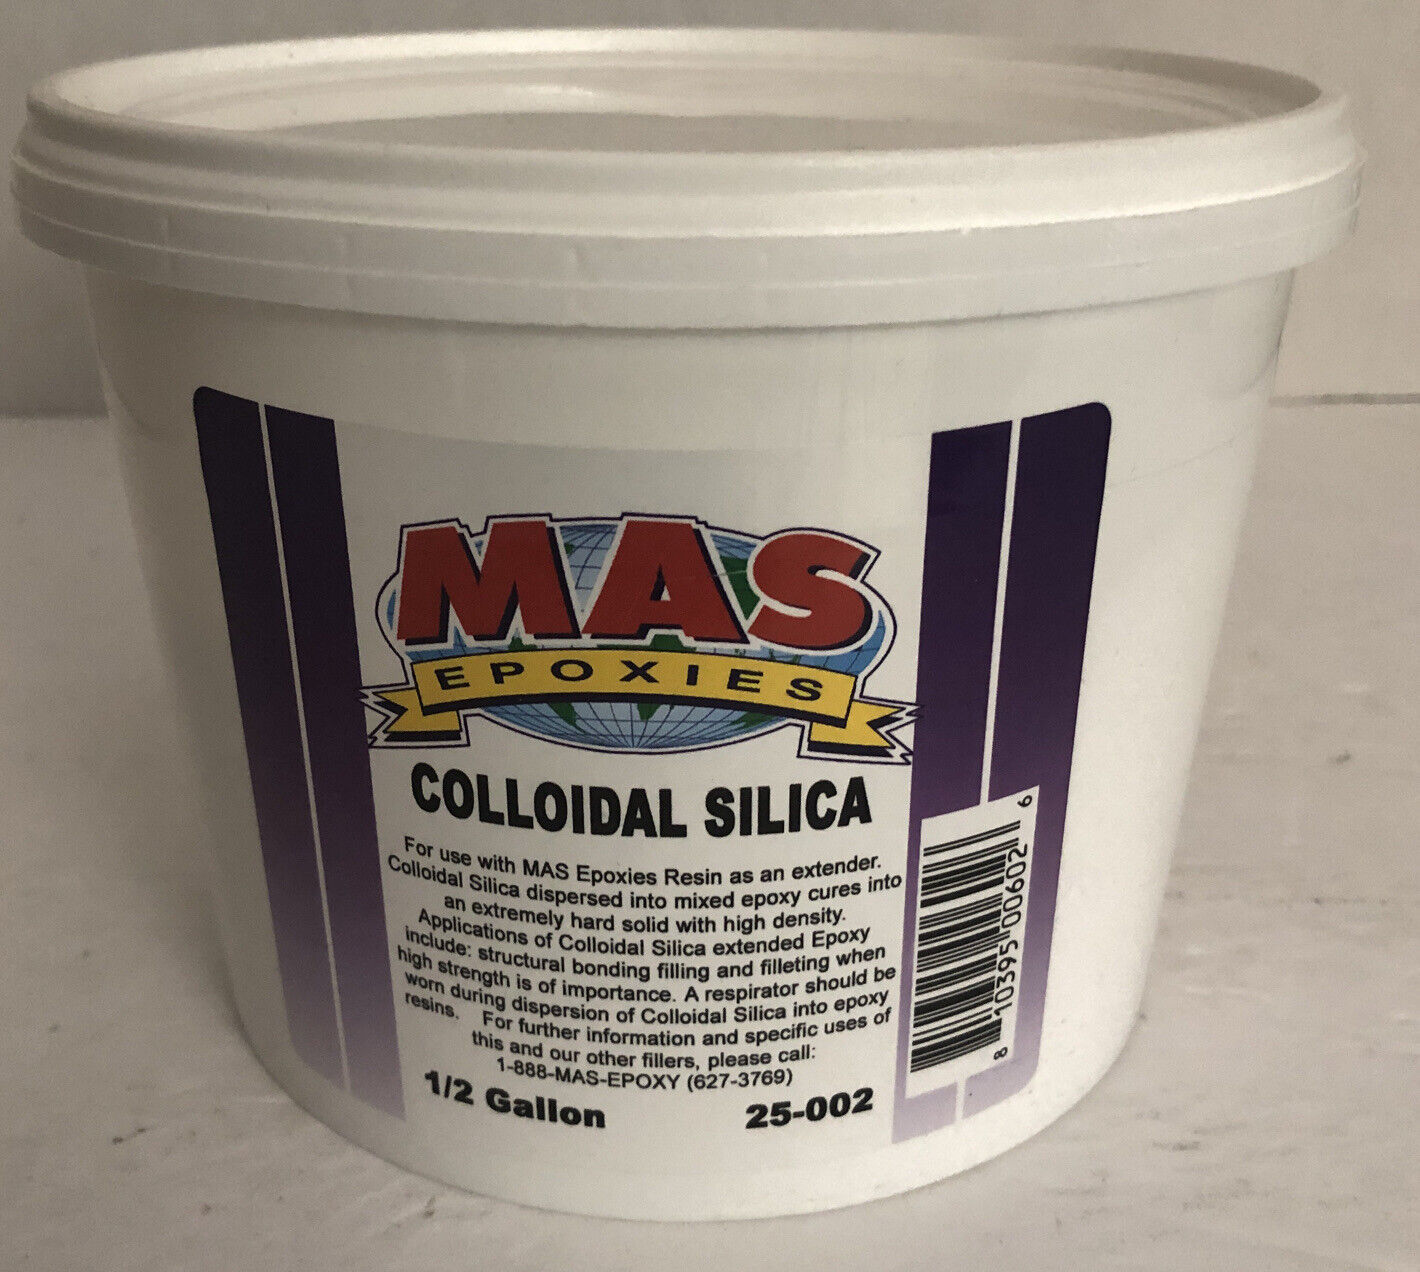 MAS
EPOXIES
COLLOIDAL SILICA
For use with MAS Epoxies Resin as an extender.
Colloidal Silica dispersed into mixed epoxy cures into
an extremely hard solid with high density.
Applications of Colloidal Silica extended Epoxy
include: structural bonding filling and filleting when
high strength is of importance. A respirator should be
worn during dispersion of Colloidal Silica into epoxy
resins. For further information and specific uses of
this and our other fillers, please call:
1-888-MAS-EPOXY (627-3769)
1/2 Gallon 25-002
8 10395 00602 6